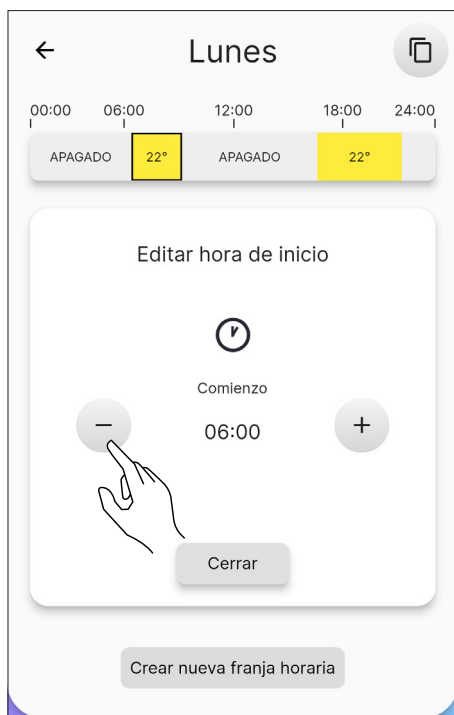 Lunes
00:00 06:00 12:00 18:00 24:00
APAGADO 22° APAGADO 22°
Editar hora de inicio
Comienzo
06:00
Cerrar
Crear nueva franja horaria